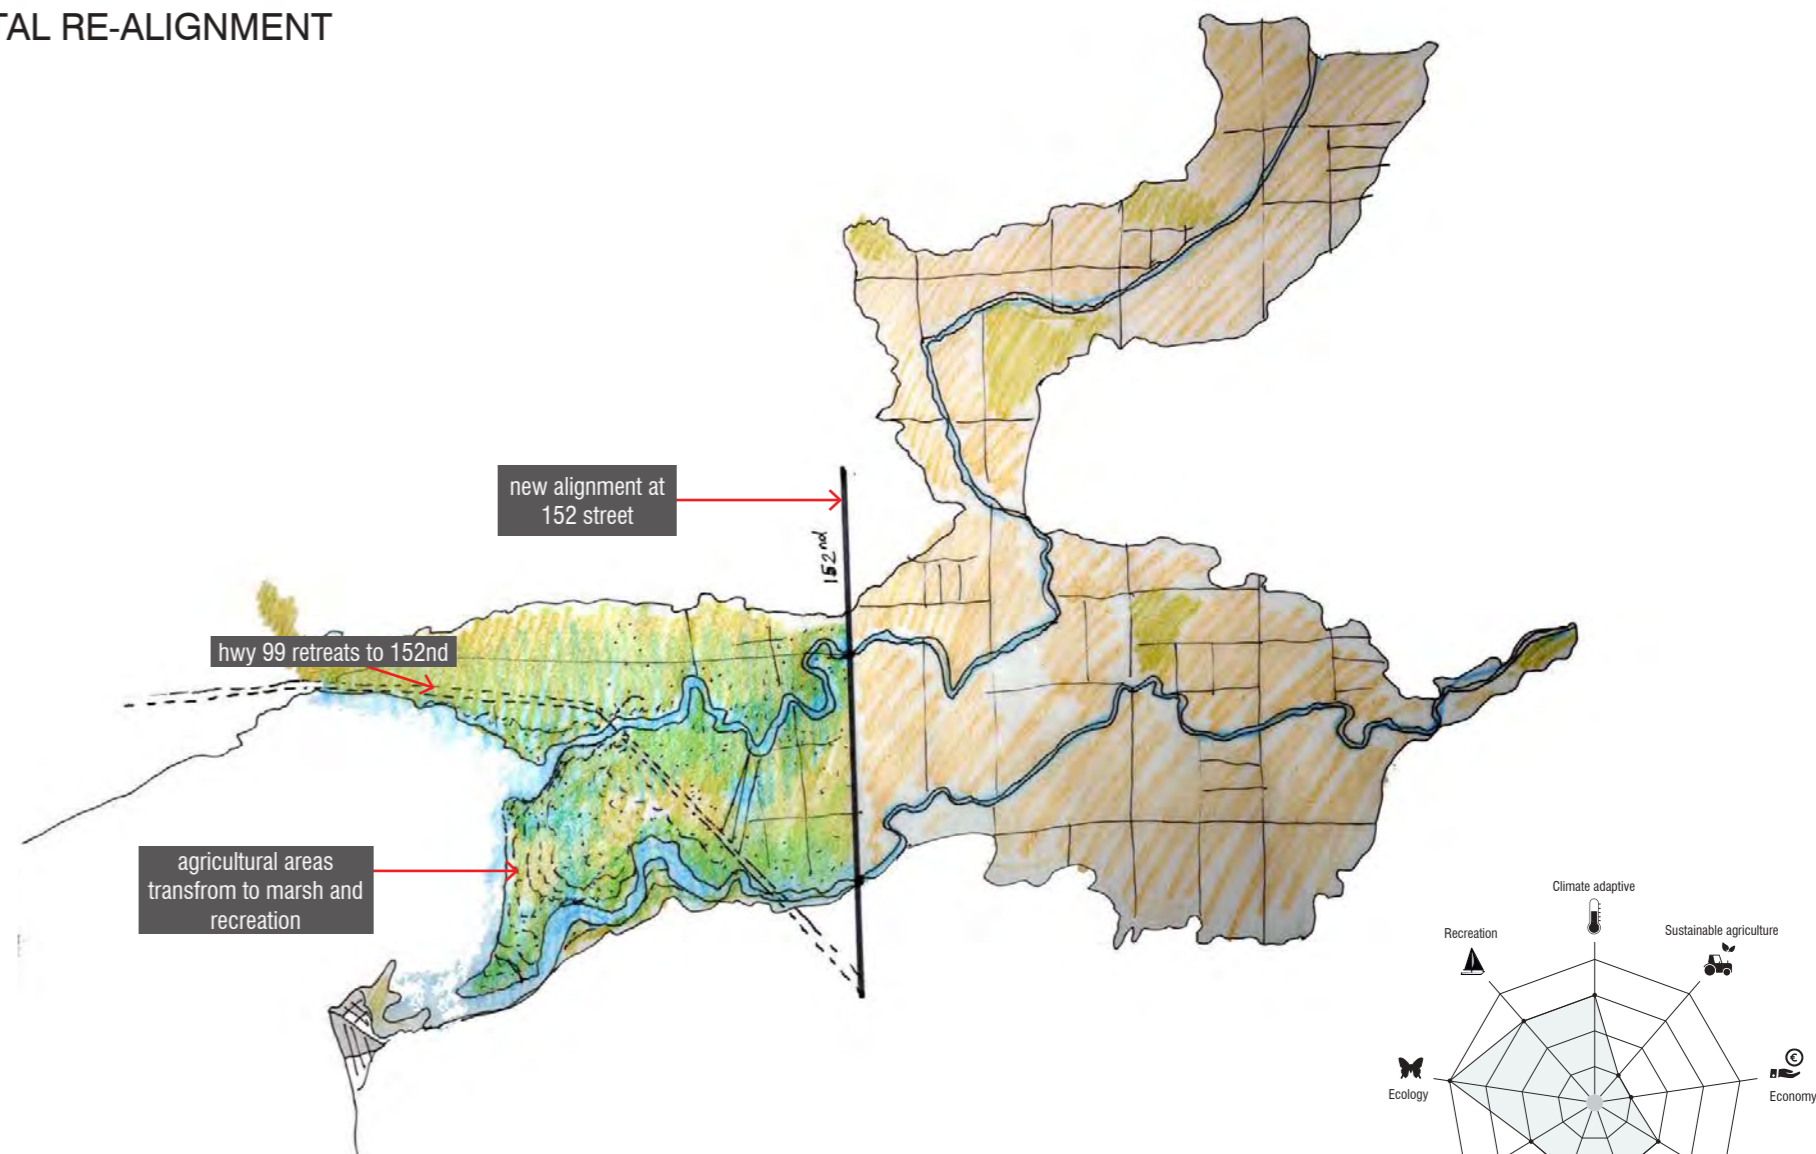 TAL RE-ALIGNMENT
new alignment at
152 street
152nd
hwy 99 retreats to 152nd
agricultural areas
transfrom to marsh and
recreation
Climate adaptive
Recreation
Sustainable agriculture
€
Economy
Ecology